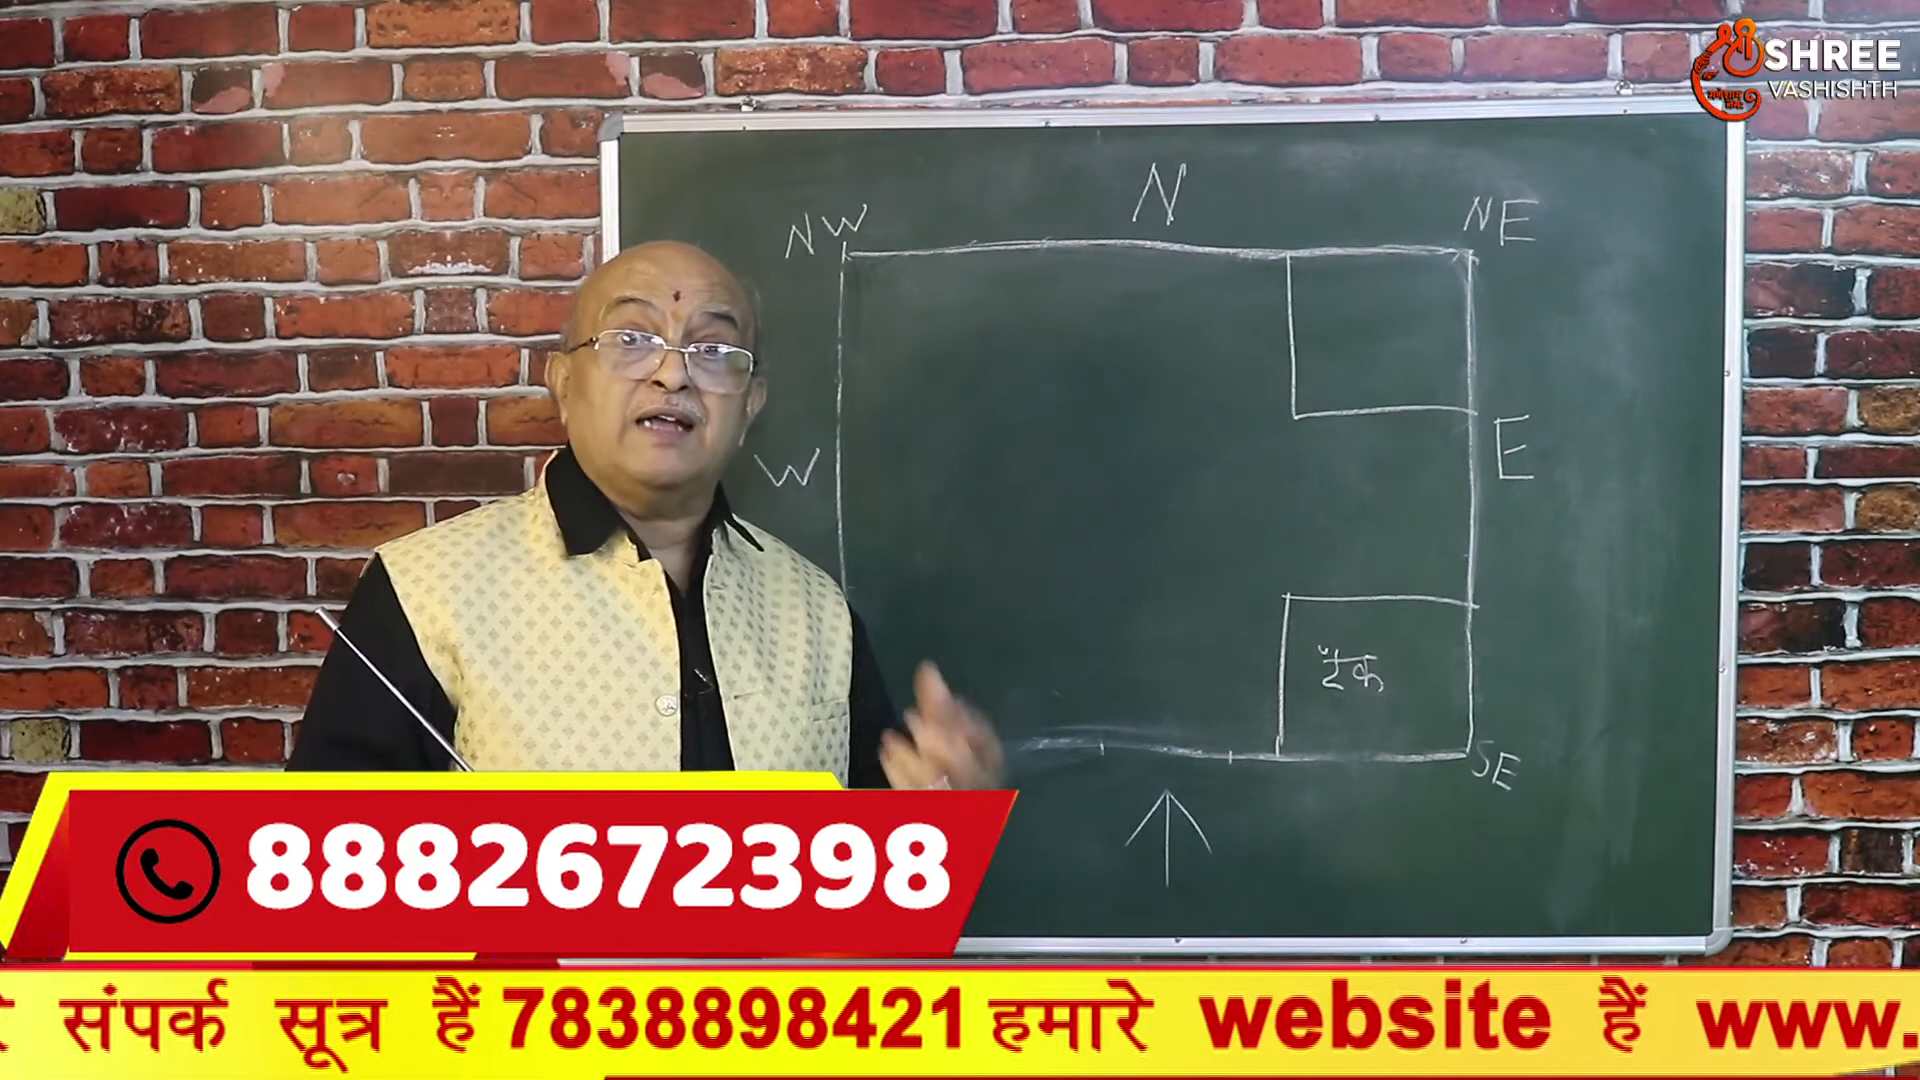 श्री SHREE
VASHISHTH
N
NW
NE
W
E
टैंक
SE
8882672398
संपर्क सूत्र हैं 7838898421 हमारे website हैं www.